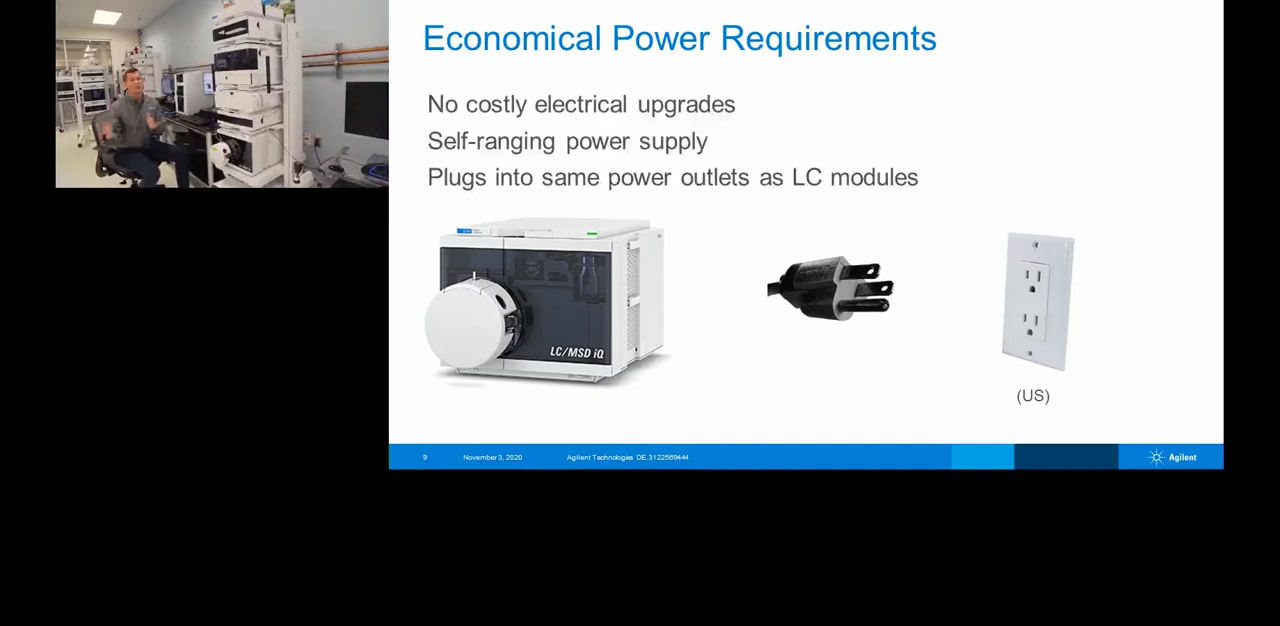 Economical Power Requirements
No costly electrical upgrades
Self-ranging power supply
Plugs into same power outlets as LC modules
LC/MSD iQ
(US)
9 November 3, 2020 Agilent Technologies DE.3122569444 Agilent